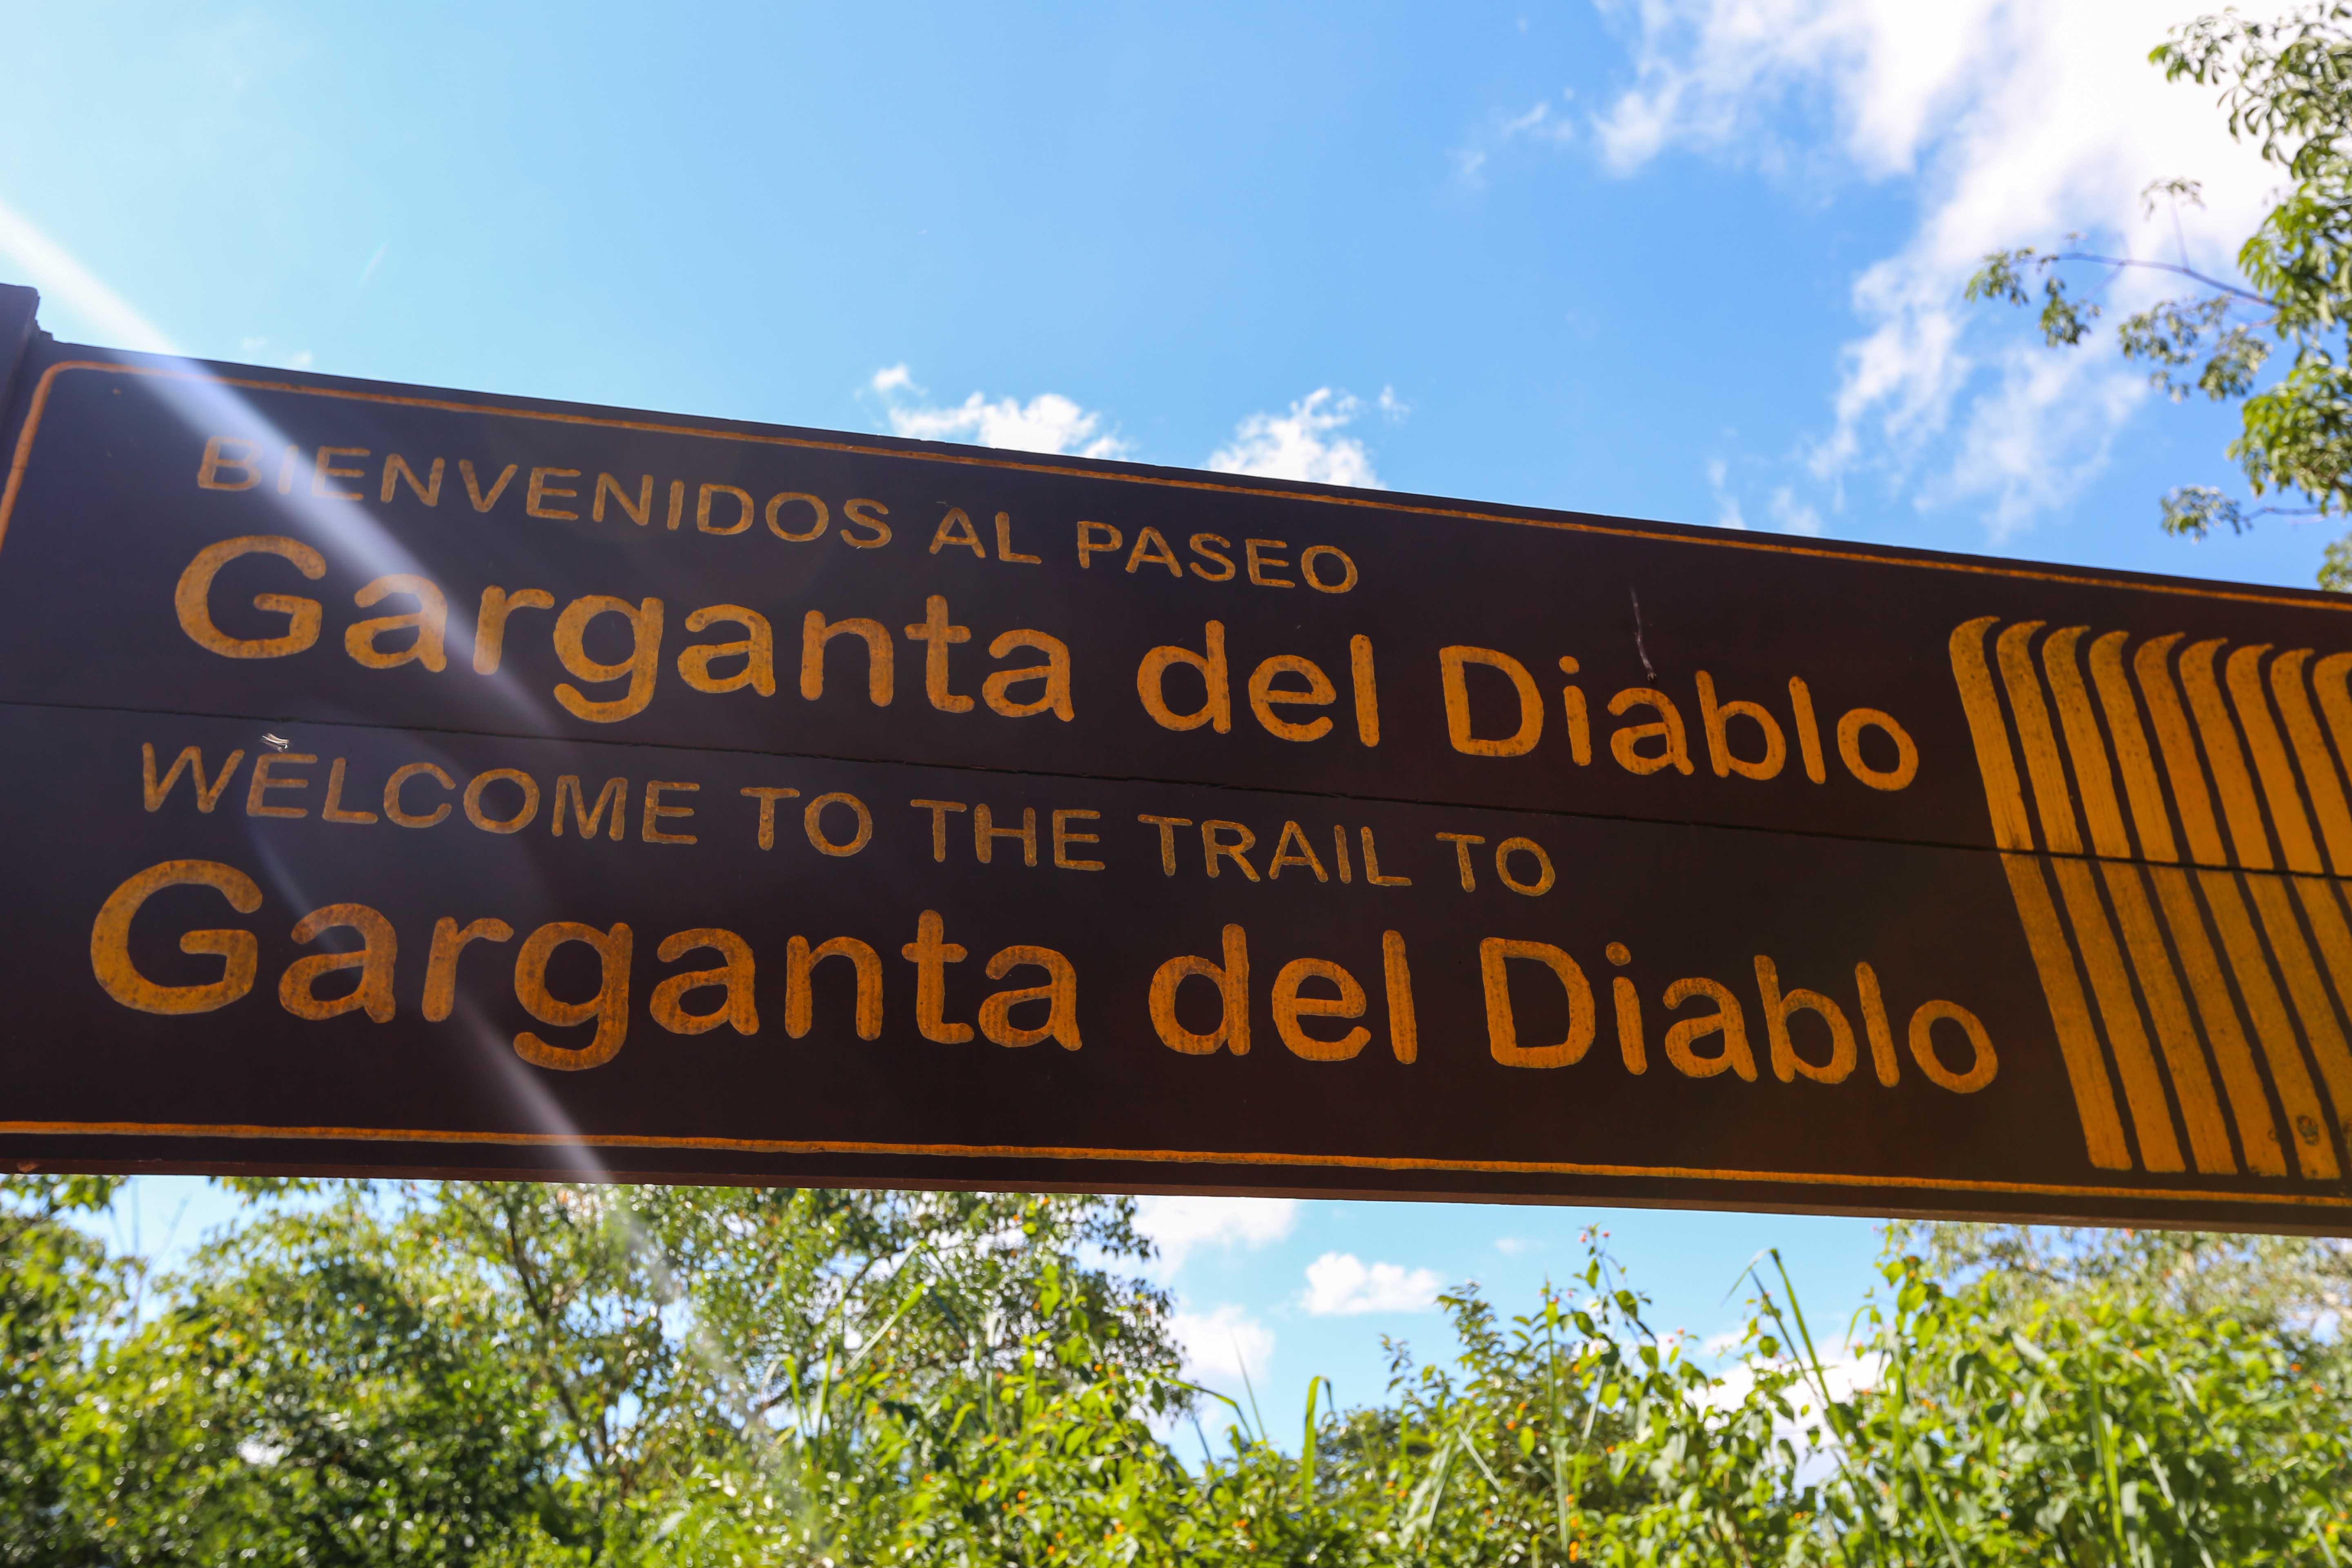 BIENVENIDOS AL PASEO
Garganta del Diablo
WELCOME TO THE TRAIL TO
Garganta del Diablo